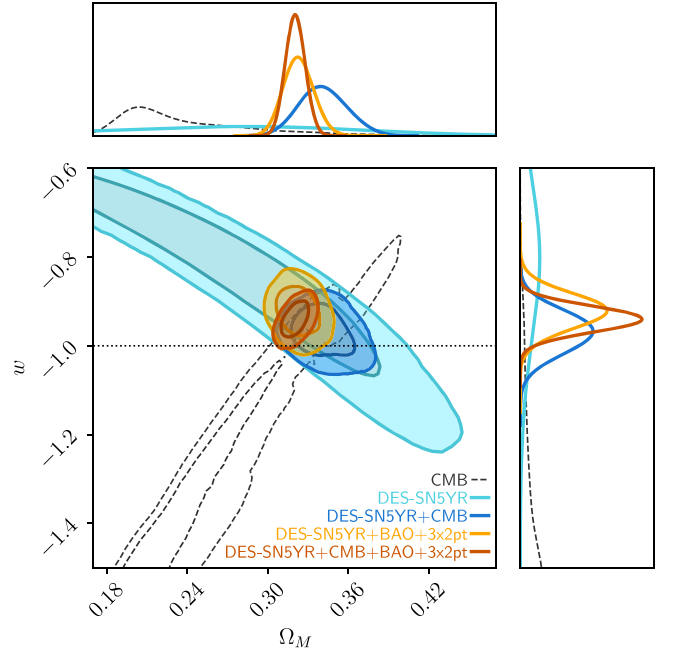 −0.6
−0.8
−1.0
−1.2
−1.4
w
CMB
DES-SN5YR
DES-SN5YR+CMB
DES-SN5YR+BAO+3x2pt
DES-SN5YR+CMB+BAO+3x2pt
0.18 0.24 0.30 0.36 0.42
Ω_M